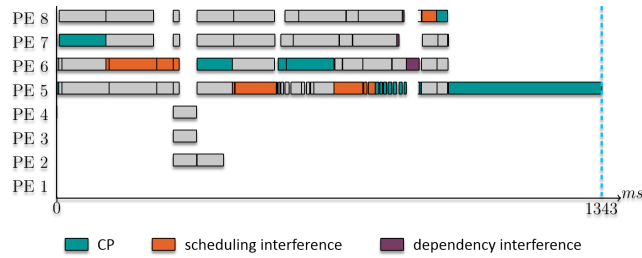 PE 8
PE 7
PE 6
PE 5
PE 4
PE 3
PE 2
PE 1
ms
0 1343
CP scheduling interference dependency interference